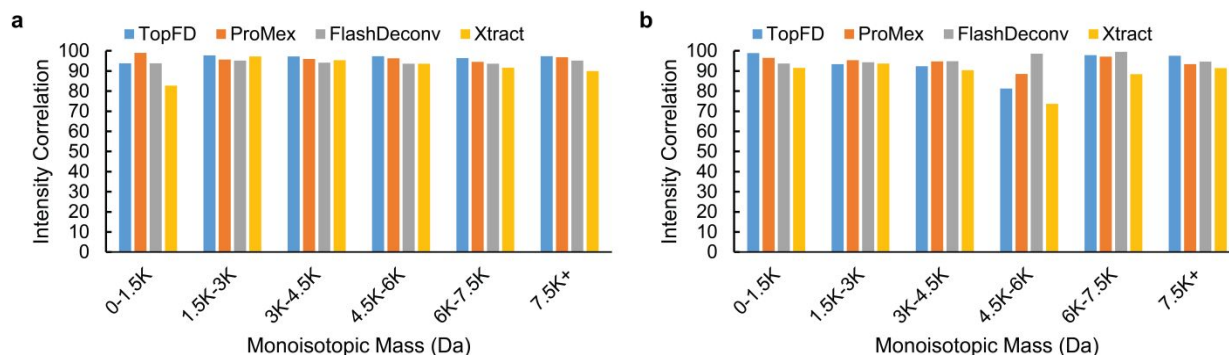 a
TopFD ProMex FlashDeconv Xtract
Intensity Correlation
100
90
80
70
60
50
40
30
20
10
0
0-1.5K 1.5K-3K 3K-4.5K 4.5K-6K 6K-7.5K 7.5K+
Monoisotopic Mass (Da)
b
TopFD ProMex FlashDeconv Xtract
Intensity Correlation
100
90
80
70
60
50
40
30
20
10
0
0-1.5K 1.5K-3K 3K-4.5K 4.5K-6K 6K-7.5K 7.5K+
Monoisotopic Mass (Da)